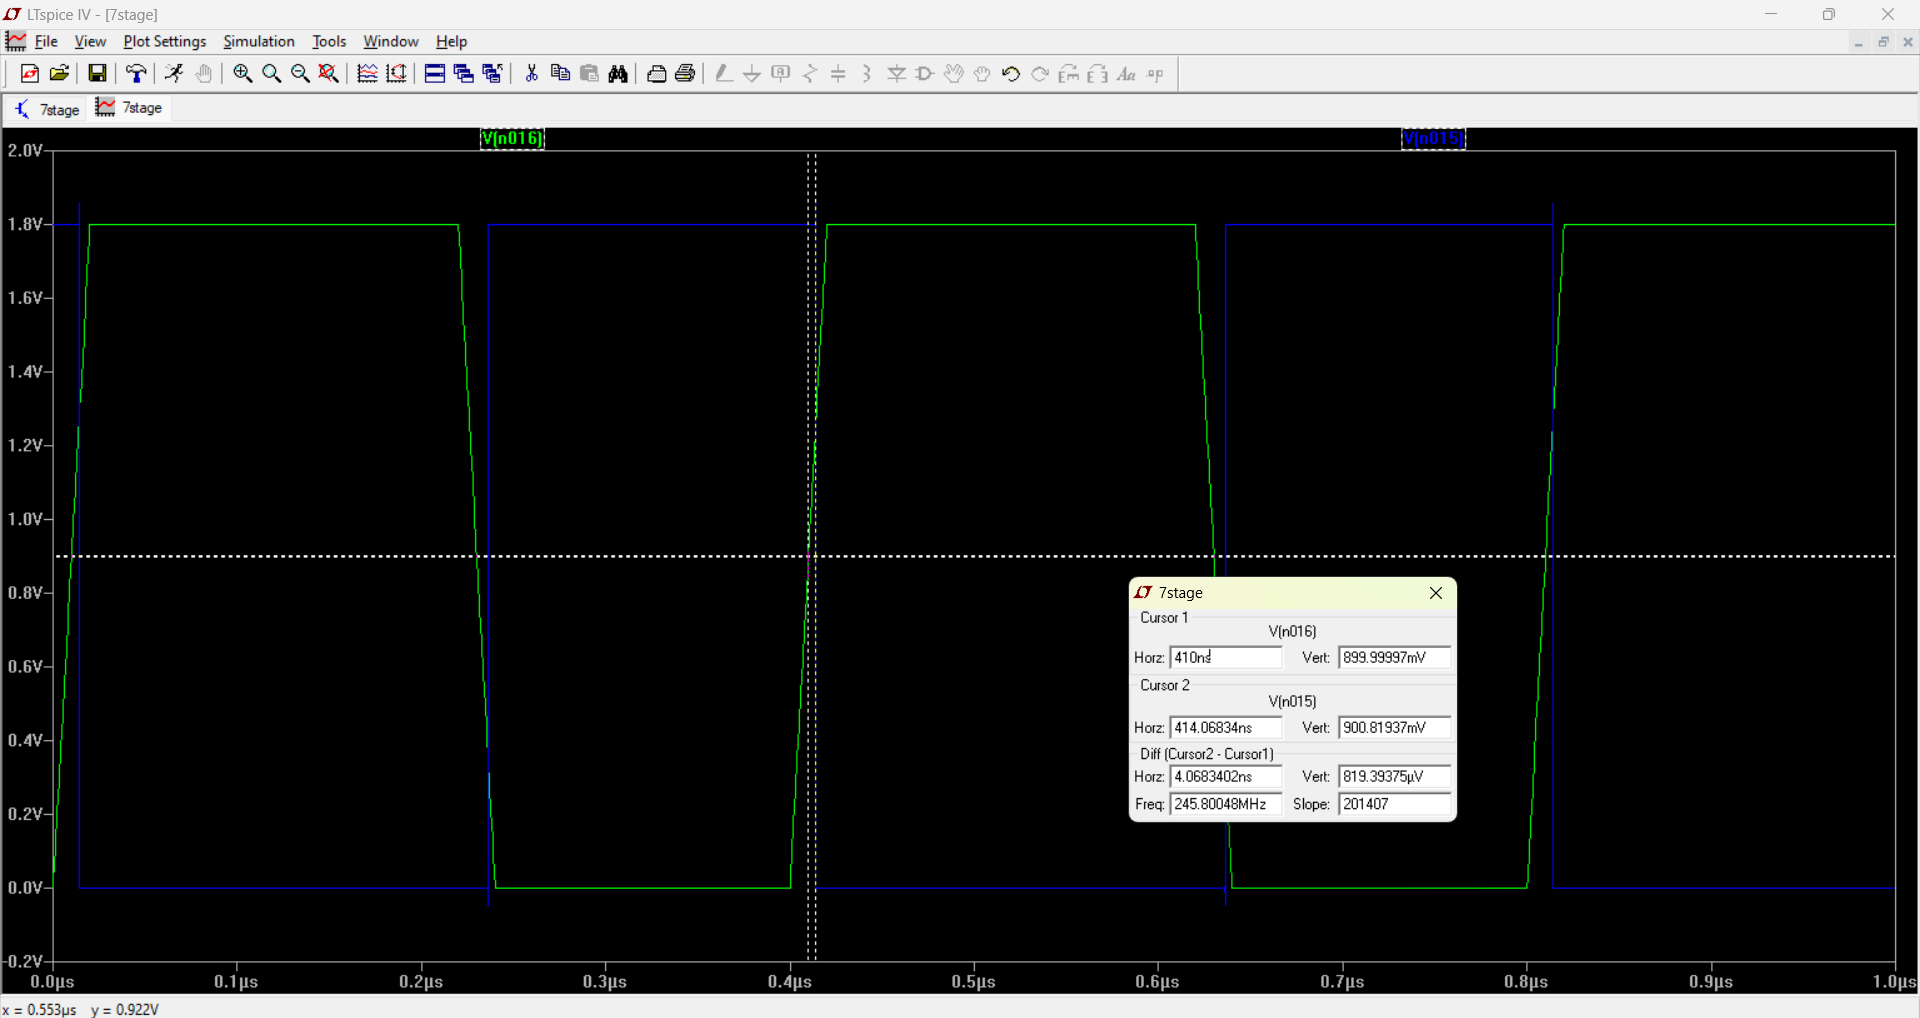 LTspice IV - [7stage]
File View Plot Settings Simulation Tools Window Help
7stage 7stage
V(n016) V(n015)
2.0V
1.8V
1.6V
1.4V
1.2V
1.0V
0.8V
0.6V
0.4V
0.2V
0.0V
-0.2V
0.0µs 0.1µs 0.2µs 0.3µs 0.4µs 0.5µs 0.6µs 0.7µs 0.8µs 0.9µs 1.0µs
7stage
Cursor 1
V(n016)
Horz: 410ns Vert: 899.99997mV
Cursor 2
V(n015)
Horz: 414.06834ns Vert: 900.81937mV
Diff (Cursor2 - Cursor1)
Horz: 4.0683402ns Vert: 819.39375µV
Freq: 245.80048MHz Slope: 201407
x = 0.553µs y = 0.922V